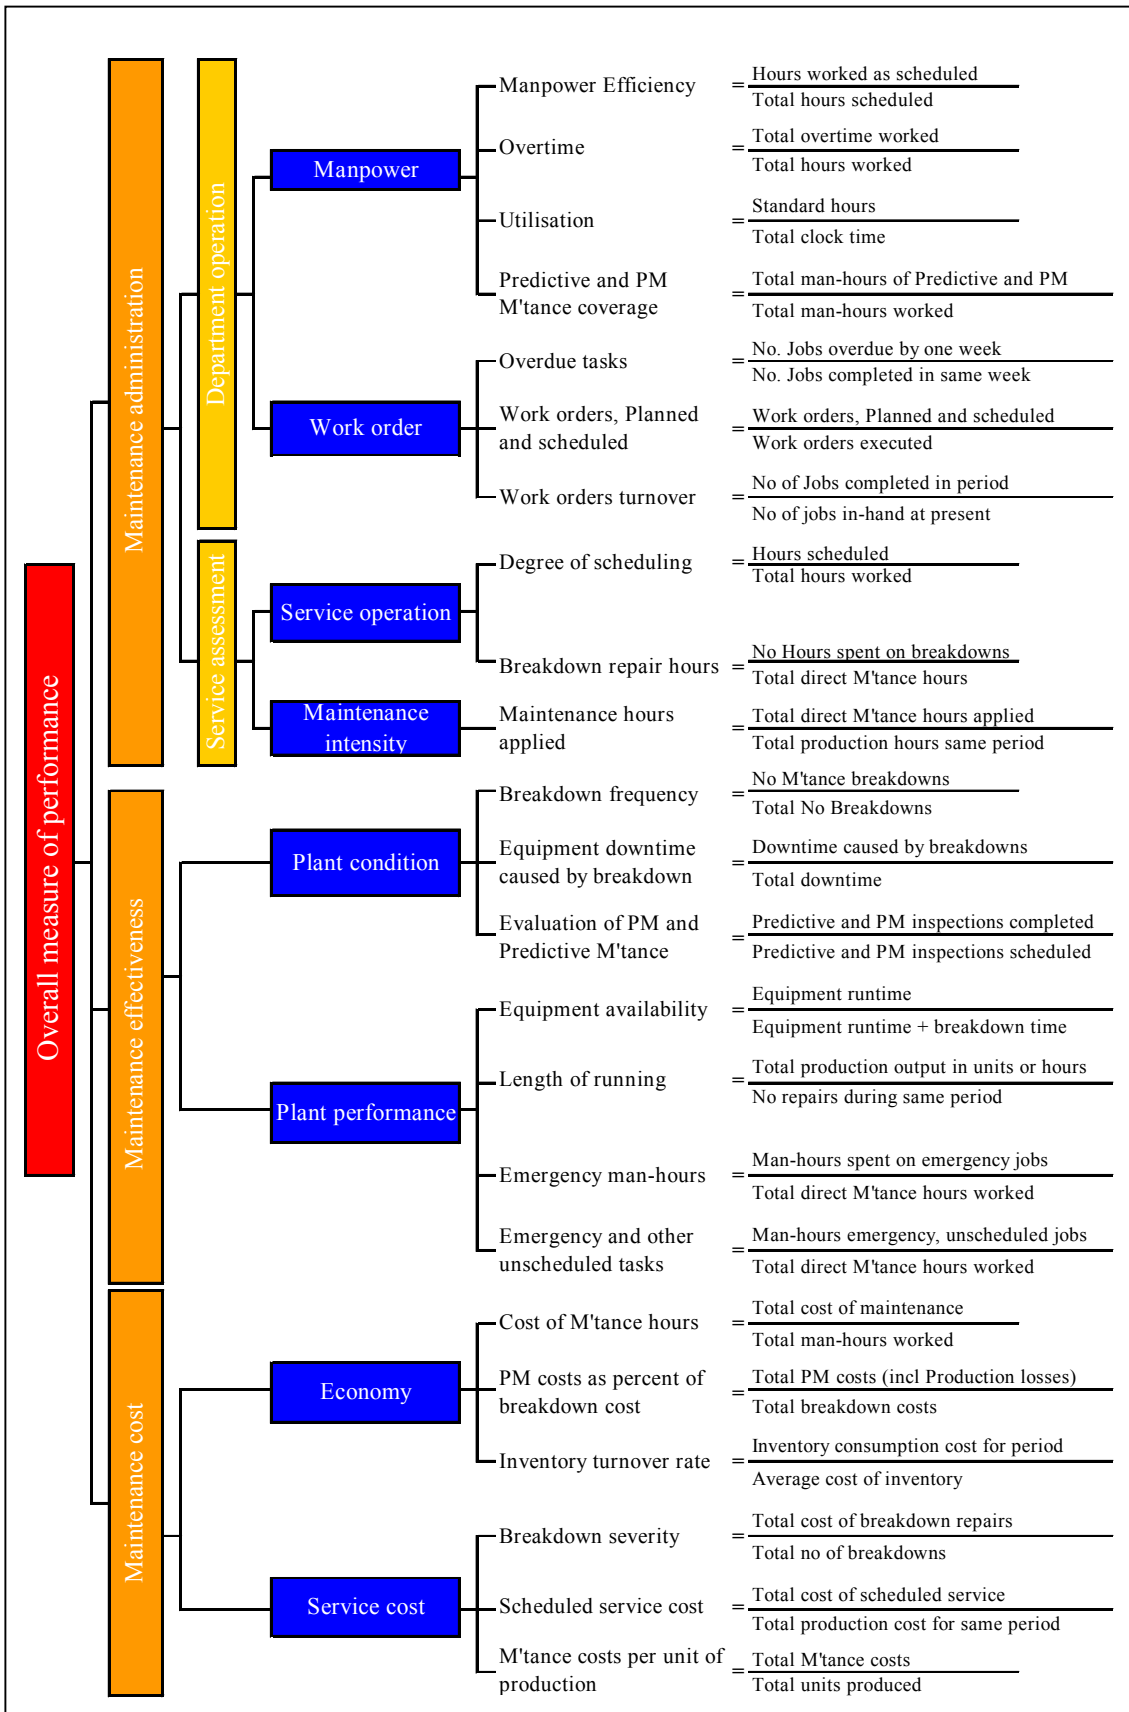 Overall measure of performance
Maintenance administration
Department operation
Manpower
Manpower Efficiency
=
Hours worked as scheduled
Total hours scheduled
Overtime
=
Total overtime worked
Total hours worked
Utilisation
=
Standard hours
Total clock time
Predictive and PM
M'tance coverage
=
Total man-hours of Predictive and PM
Total man-hours worked
Work order
Overdue tasks
=
No. Jobs overdue by one week
No. Jobs completed in same week
Work orders, Planned
and scheduled
=
Work orders, Planned and scheduled
Work orders executed
Work orders turnover
=
No of Jobs completed in period
No of jobs in-hand at present
Service assessment
Service operation
Degree of scheduling
=
Hours scheduled
Total hours worked
Breakdown repair hours
=
No Hours spent on breakdowns
Total direct M'tance hours
Maintenance
intensity
Maintenance hours
applied
=
Total direct M'tance hours applied
Total production hours same period
Maintenance effectiveness
Plant condition
Breakdown frequency
=
No M'tance breakdowns
Total No Breakdowns
Equipment downtime
caused by breakdown
=
Downtime caused by breakdowns
Total downtime
Evaluation of PM and
Predictive M'tance
=
Predictive and PM inspections completed
Predictive and PM inspections scheduled
Plant performance
Equipment availability
=
Equipment runtime
Equipment runtime + breakdown time
Length of running
=
Total production output in units or hours
No repairs during same period
Emergency man-hours
=
Man-hours spent on emergency jobs
Total direct M'tance hours worked
Emergency and other
unscheduled tasks
=
Man-hours emergency, unscheduled jobs
Total direct M'tance hours worked
Maintenance cost
Economy
Cost of M'tance hours
=
Total cost of maintenance
Total man-hours worked
PM costs as percent of
breakdown cost
=
Total PM costs (incl Production losses)
Total breakdown costs
Inventory turnover rate
=
Inventory consumption cost for period
Average cost of inventory
Service cost
Breakdown severity
=
Total cost of breakdown repairs
Total no of breakdowns
Scheduled service cost
=
Total cost of scheduled service
Total production cost for same period
M'tance costs per unit of
production
=
Total M'tance costs
Total units produced